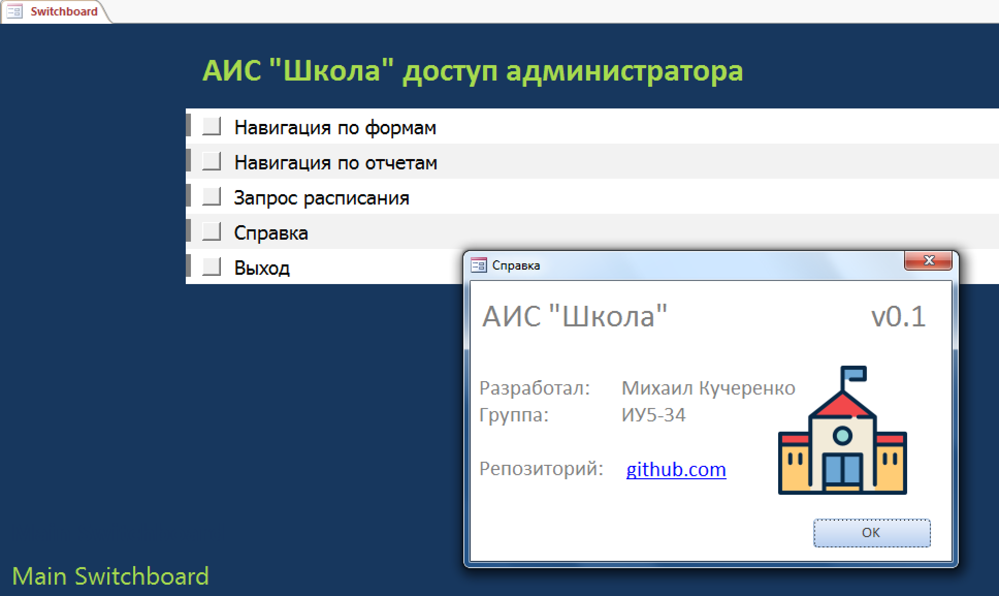 Switchboard
АИС "Школа" доступ администратора
Навигация по формам
Навигация по отчетам
Запрос расписания
Справка
Выход
Справка
АИС "Школа" v0.1
Разработал: Михаил Кучеренко
Группа: ИУ5-34
Репозиторий: github.com
OK
Main Switchboard